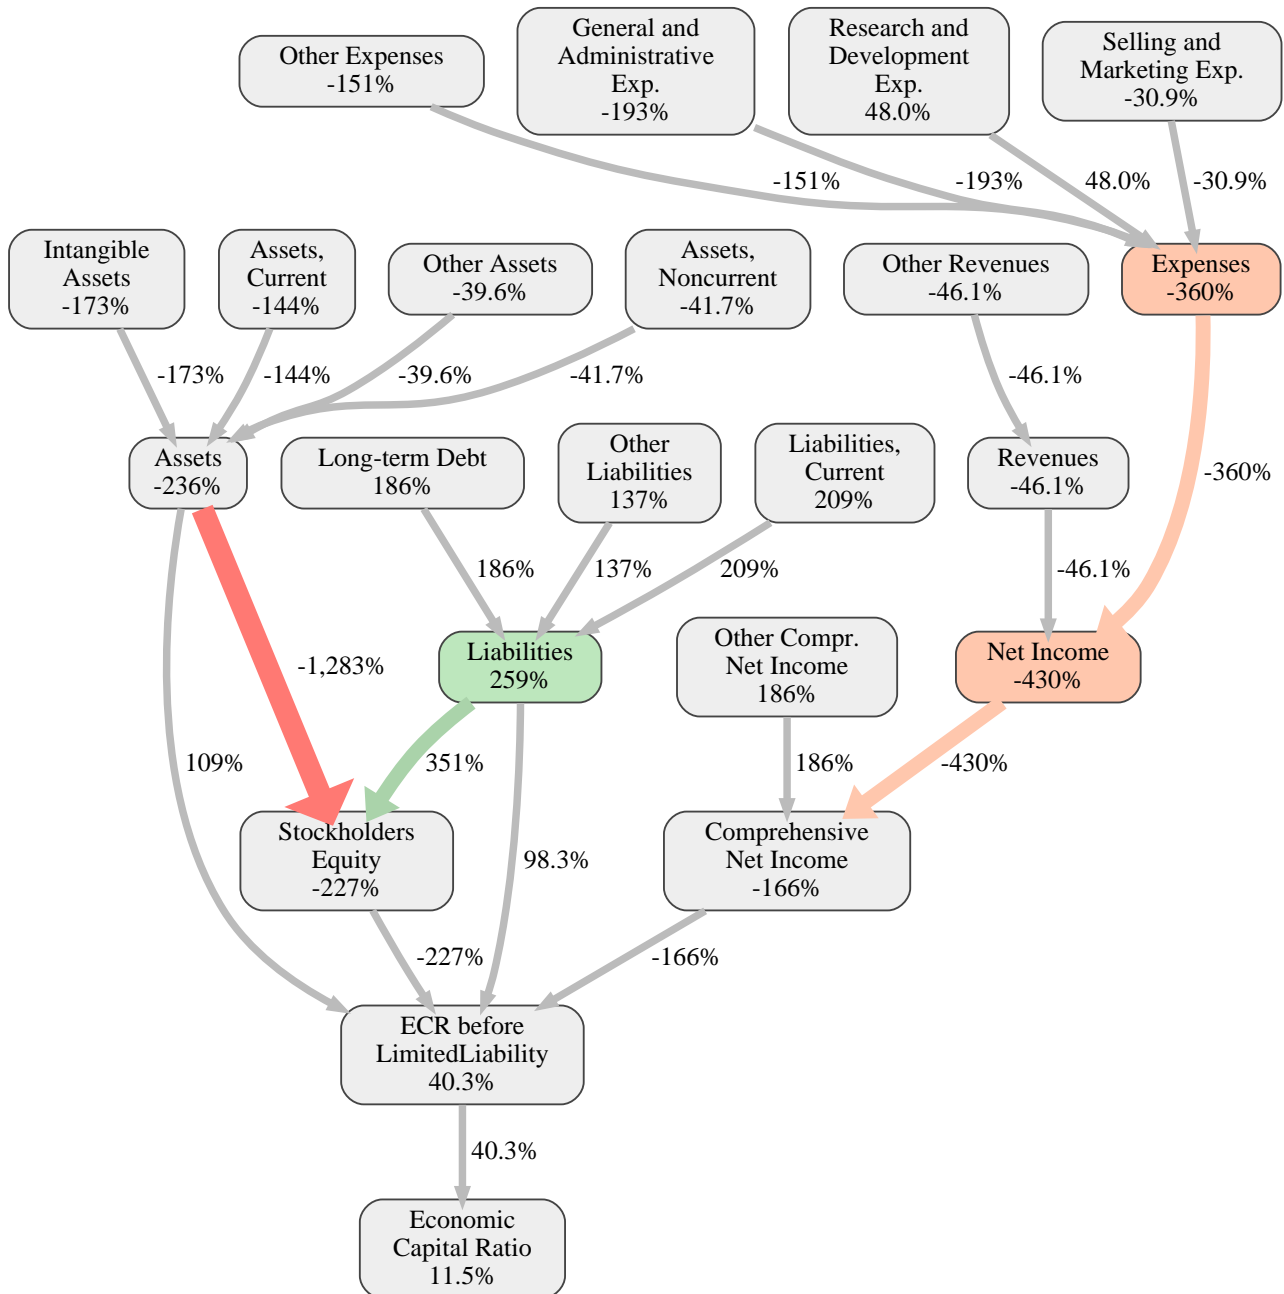 Other Expenses
-151%
General and
Administrative
Exp.
-193%
Research and
Development
Exp.
48.0%
Selling and
Marketing Exp.
-30.9%
-151%
-193%
48.0%
-30.9%
Intangible
Assets
-173%
Assets,
Current
-144%
Other Assets
-39.6%
Assets,
Noncurrent
-41.7%
Other Revenues
-46.1%
Expenses
-360%
-173%
-144%
-39.6%
-41.7%
-46.1%
-360%
Assets
-236%
Long-term Debt
186%
Other
Liabilities
137%
Liabilities,
Current
209%
Revenues
-46.1%
186%
137%
209%
-46.1%
-1,283%
Liabilities
259%
Other Compr.
Net Income
186%
Net Income
-430%
109%
351%
186%
-430%
Stockholders
Equity
-227%
98.3%
Comprehensive
Net Income
-166%
-227%
-166%
ECR before
LimitedLiability
40.3%
40.3%
Economic
Capital Ratio
11.5%